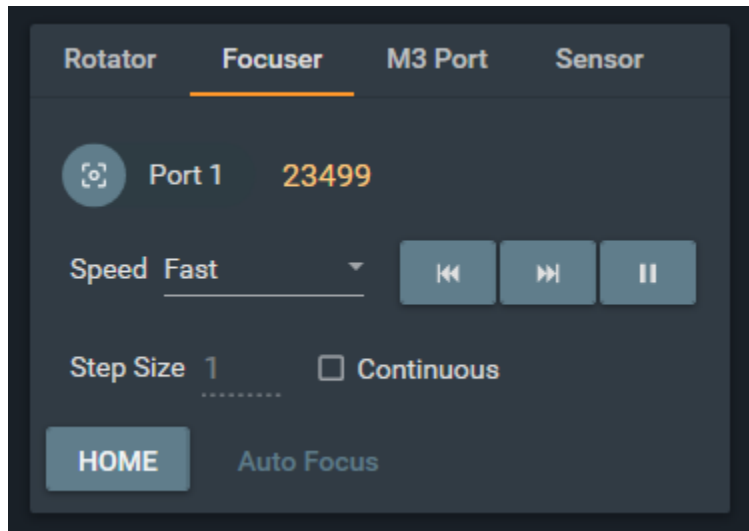 Rotator Focuser M3 Port Sensor
Port 1 23499
Speed Fast
Step Size 1 Continuous
HOME Auto Focus